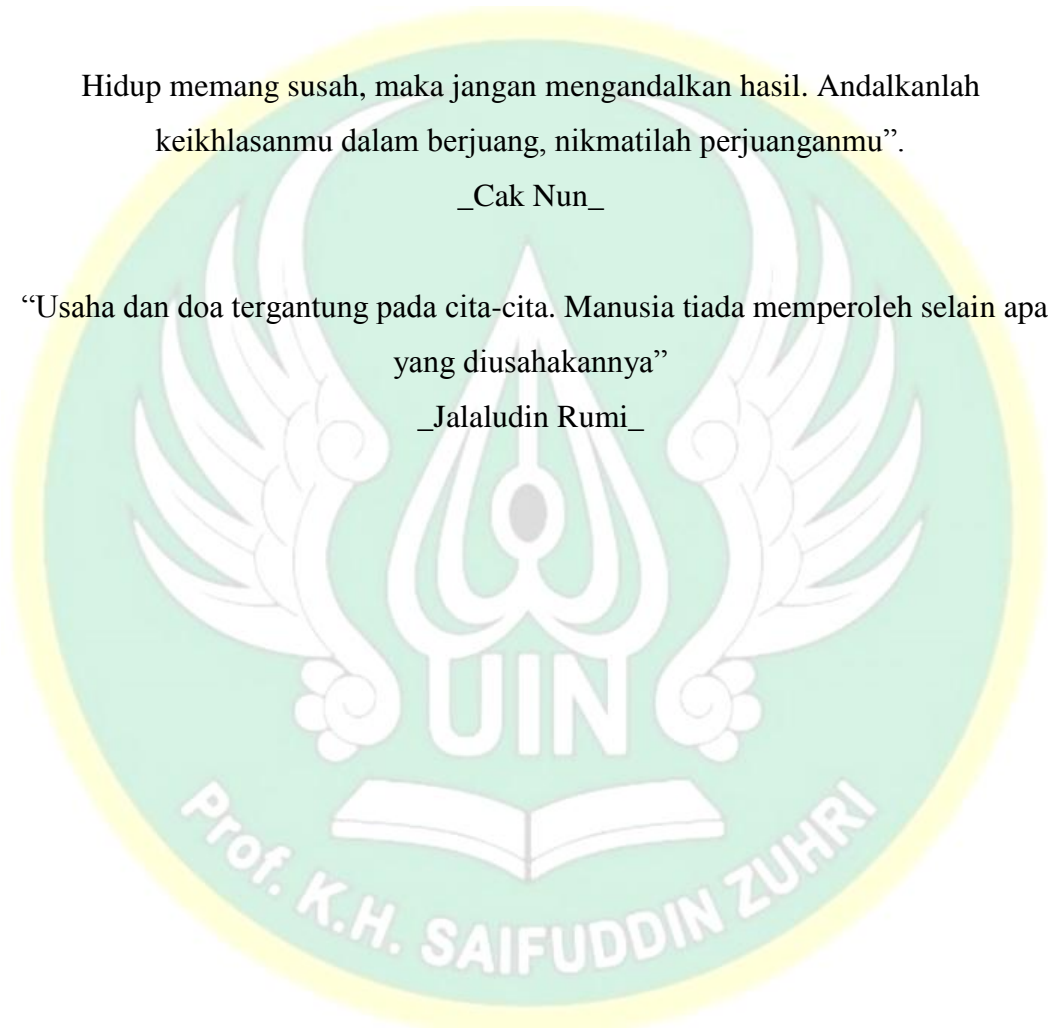 Hidup memang susah, maka jangan mengandalkan hasil. Andalkanlah
keikhlasanmu dalam berjuang, nikmatilah perjuanganmu”.
_Cak Nun_
“Usaha dan doa tergantung pada cita-cita. Manusia tiada memperoleh selain apa
yang diusahakannya”
_Jalaludin Rumi_
UIN
Prof. K.H. SAIFUDDIN ZUHRI